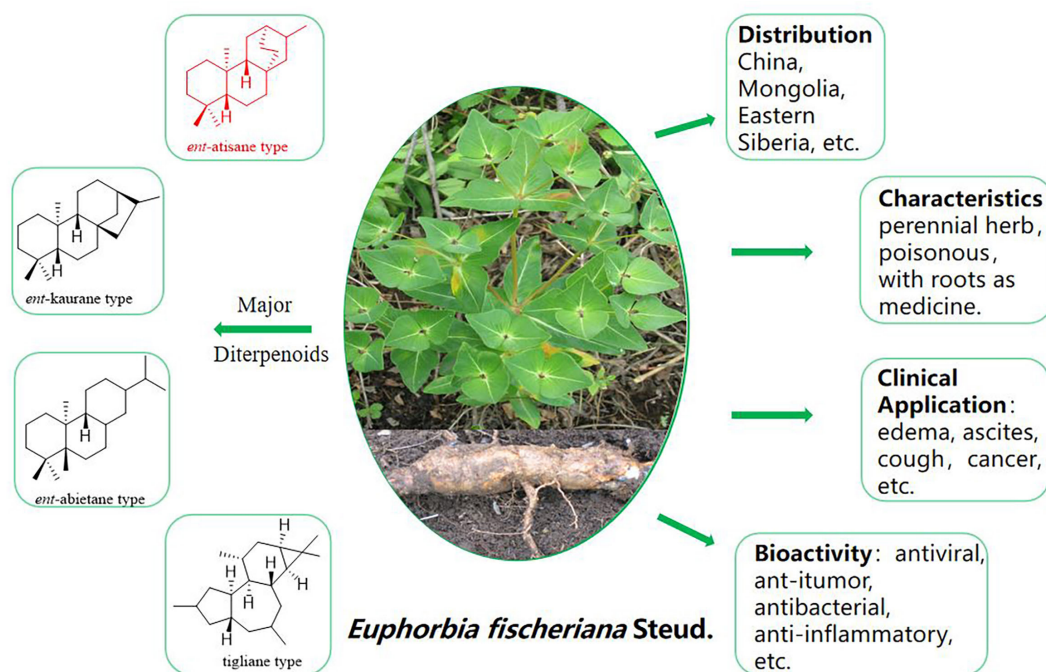 H
H
ent-atisane type
H
H
ent-kaurane type
H
H
ent-abietane type
H
H
H
H
H
H
tigliane type
Major
Diterpenoids
Euphorbia fischeriana Steud.
Distribution
China,
Mongolia,
Eastern
Siberia, etc.
Characteristics
perennial herb,
poisonous,
with roots as
medicine.
Clinical
Application:
edema, ascites,
cough, cancer,
etc.
Bioactivity: antiviral,
ant-itumor,
antibacterial,
anti-inflammatory,
etc.